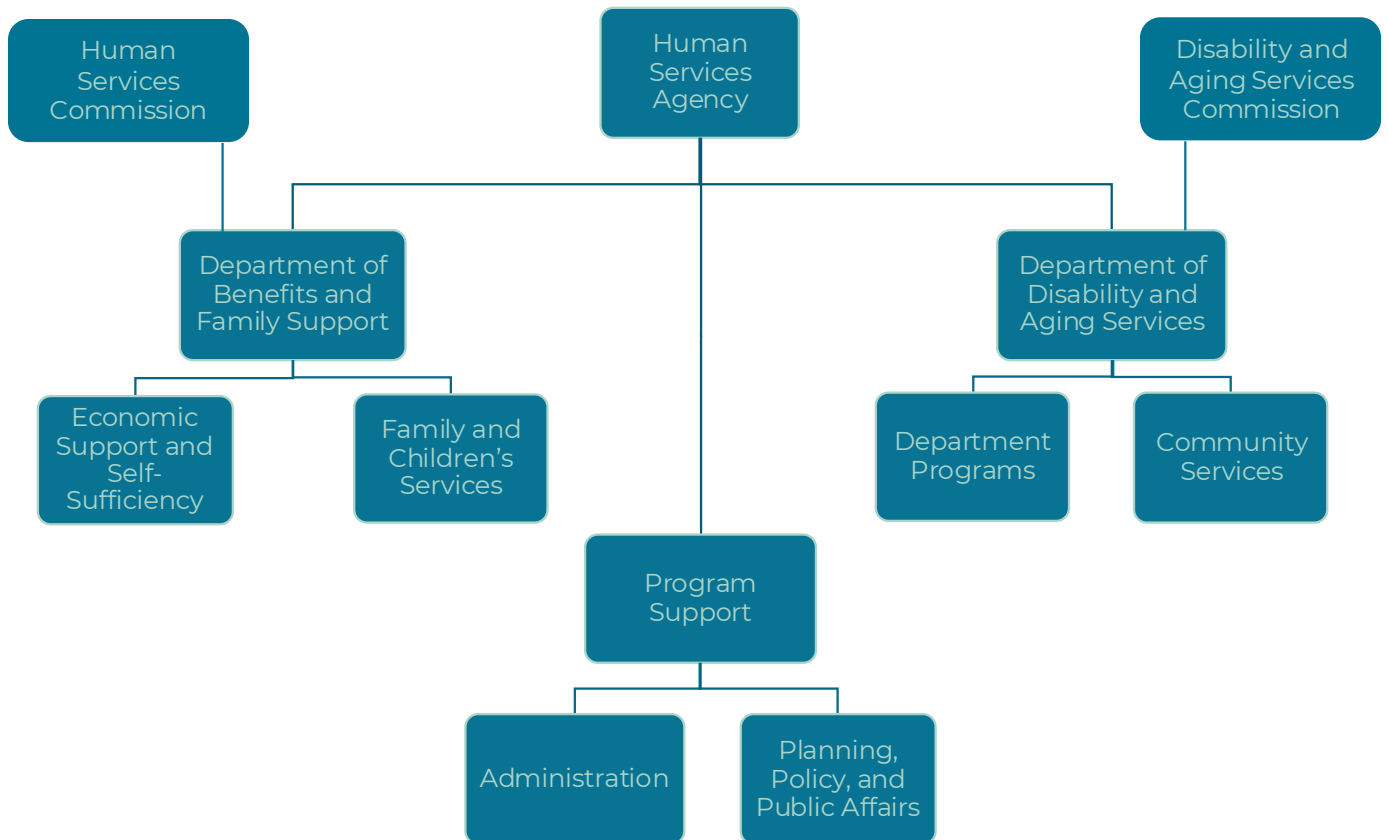 Human
Services
Commission
Human
Services
Agency
Disability and
Aging Services
Commission
Department of
Benefits and
Family Support
Department of
Disability and
Aging Services
Economic
Support and
Self-
Sufficiency
Family and
Children’s
Services
Department
Programs
Community
Services
Program
Support
Administration
Planning,
Policy, and
Public Affairs